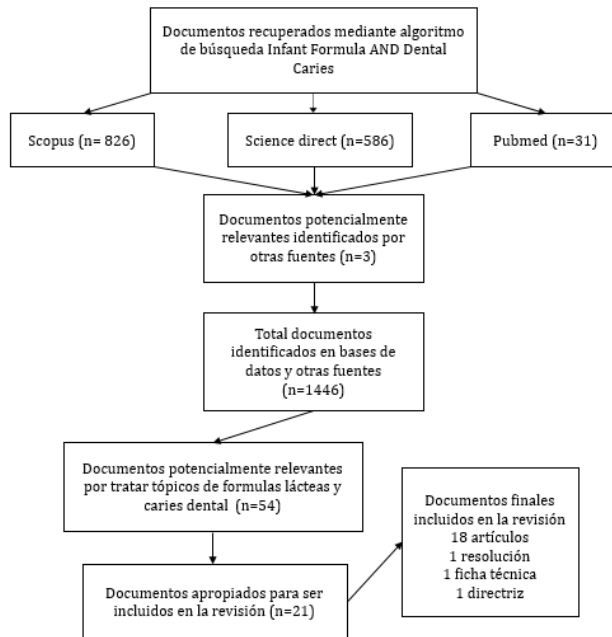 Documentos recuperados mediante algoritmo
de búsqueda Infant Formula AND Dental
Caries
Scopus (n= 826)
Science direct (n=586)
Pubmed (n=31)
Documentos potencialmente
relevantes identificados por
otras fuentes (n=3)
Total documentos
identificados en bases de
datos y otras fuentes
(n=1446)
Documentos potencialmente relevantes
por tratar tópicos de formulas lácteas y
caries dental (n=54)
Documentos apropiados para ser
incluidos en la revisión (n=21)
Documentos finales
incluidos en la revisión
18 artículos
1 resolución
1 ficha técnica
1 directriz